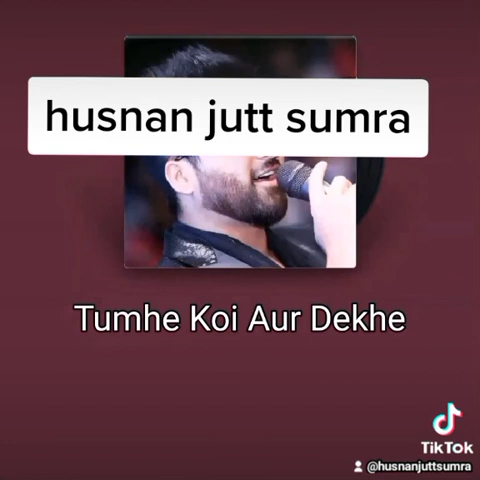 husnan jutt sumra
Tumhe Koi Aur Dekhe
TikTok
@husnanjuttsumra